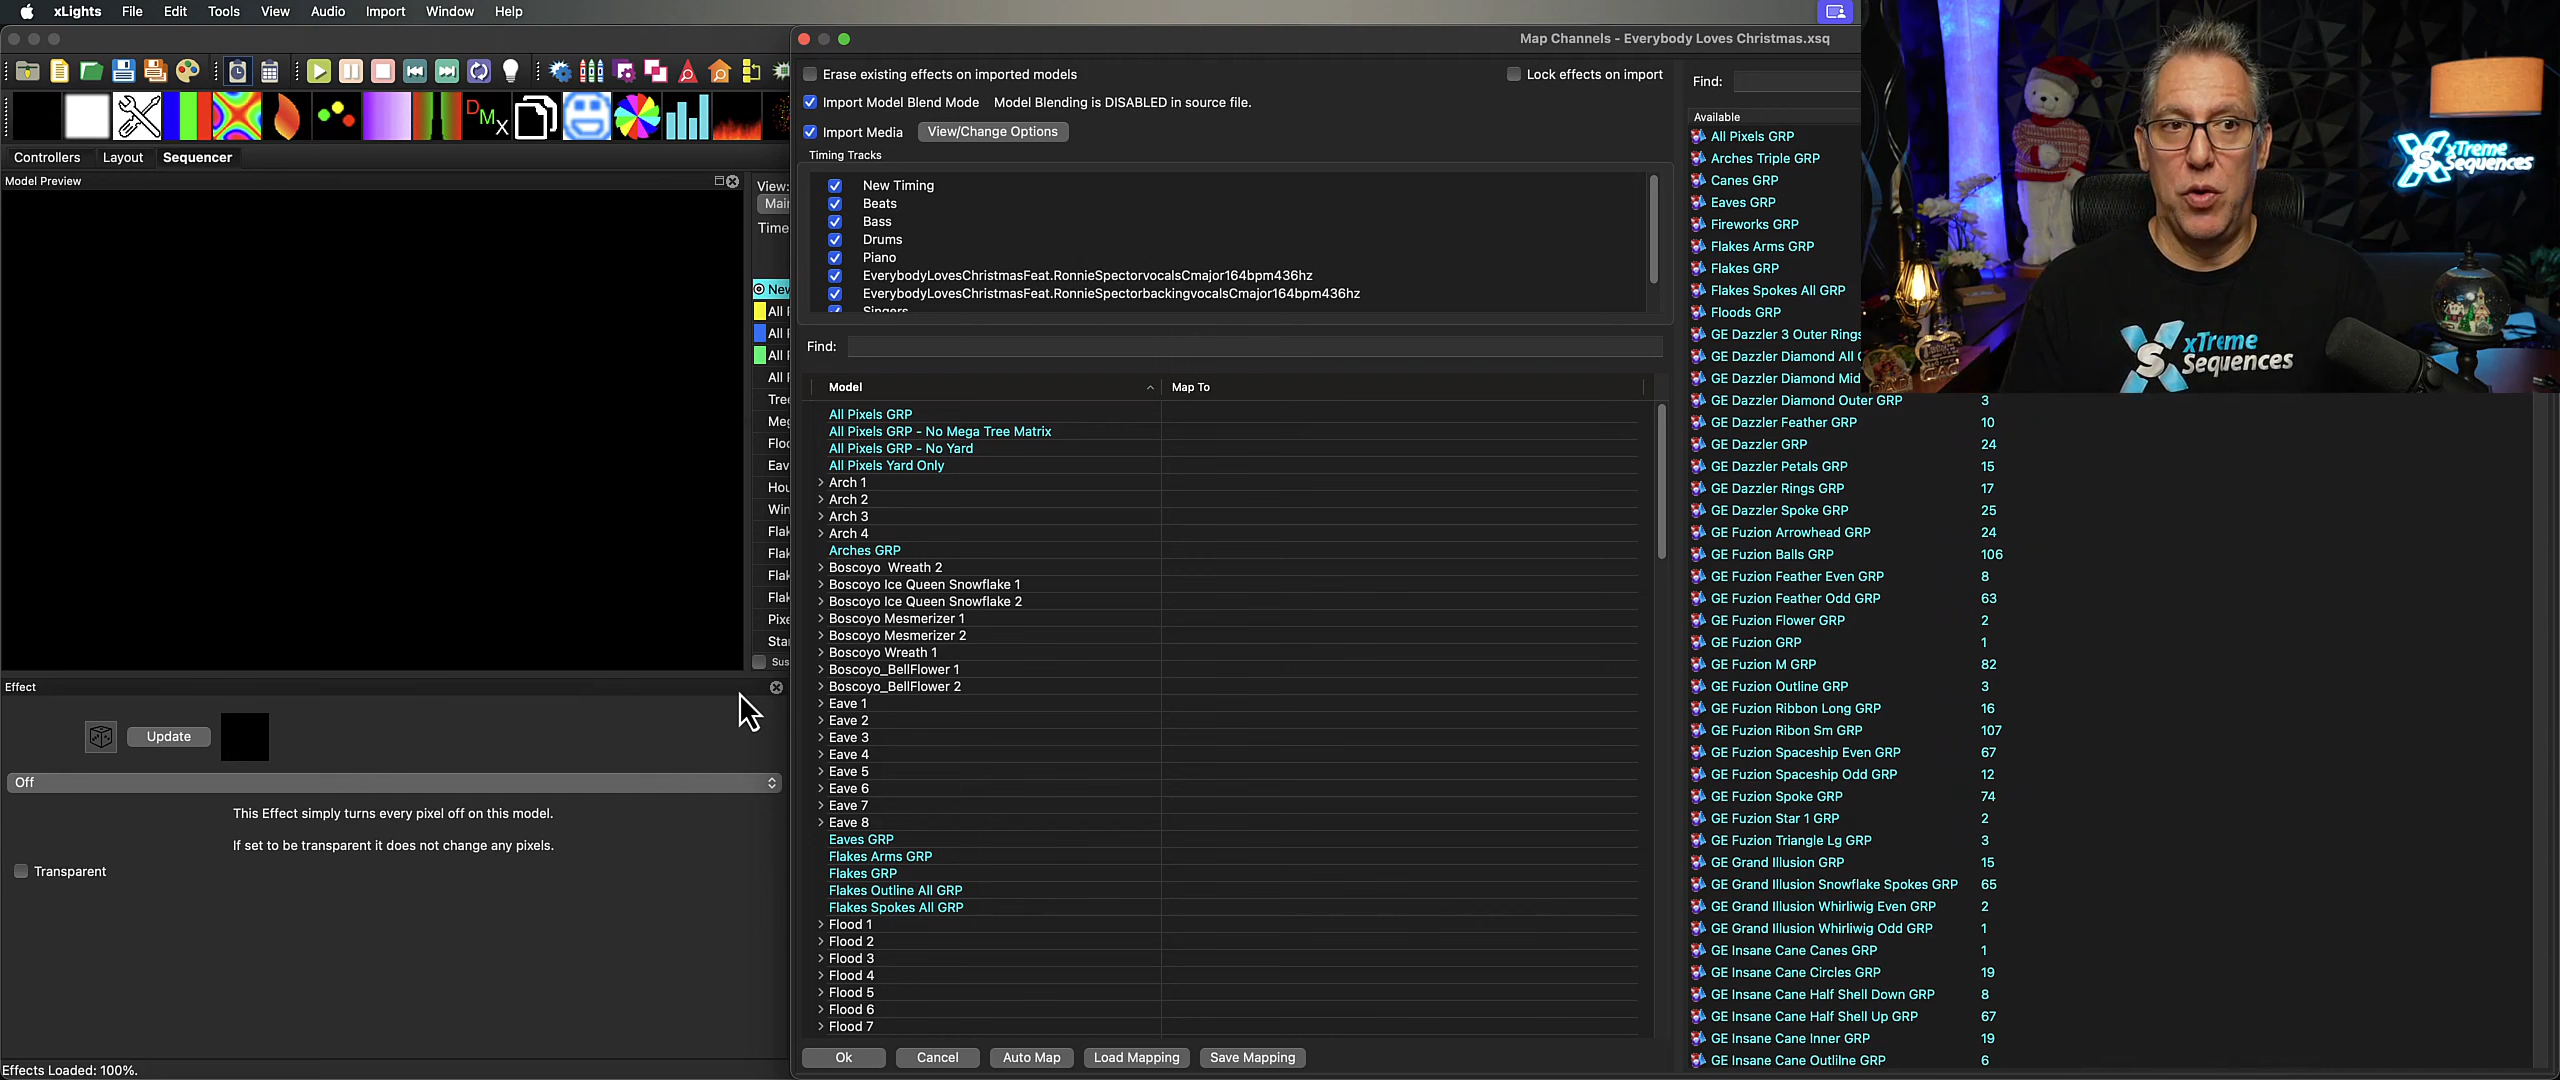 xLights File Edit Tools View Audio Import Window Help
Map Channels - Everybody Loves Christmas.xsq
Controllers Layout Sequencer
Model Preview
View:
Time
All
All
Effect
Update
Off
This Effect simply turns every pixel off on this model.
If set to be transparent it does not change any pixels.
Transparent
Effects Loaded: 100%.
Erase existing effects on imported models
Lock effects on import
Import Model Blend Mode Model Blending is DISABLED in source file.
Import Media View/Change Options
Timing Tracks
New Timing
Beats
Bass
Drums
Piano
EverybodyLovesChristmasFeat.RonnieSpectorvocalsCmajor164bpm436hz
EverybodyLovesChristmasFeat.RonnieSpectorbackingvocalsCmajor164bpm436hz
Singers
Find:
Model Map To
All Pixels GRP
All Pixels GRP - No Mega Tree Matrix
All Pixels GRP - No Yard
All Pixels Yard Only
Arch 1
Arch 2
Arch 3
Arch 4
Arches GRP
Boscoyo  Wreath 2
Boscoyo Ice Queen Snowflake 1
Boscoyo Ice Queen Snowflake 2
Boscoyo Mesmerizer 1
Boscoyo Mesmerizer 2
Boscoyo Wreath 1
Boscoyo_BellFlower 1
Boscoyo_BellFlower 2
Eave 1
Eave 2
Eave 3
Eave 4
Eave 5
Eave 6
Eave 7
Eave 8
Eaves GRP
Flakes Arms GRP
Flakes GRP
Flakes Outline All GRP
Flakes Spokes All GRP
Flood 1
Flood 2
Flood 3
Flood 4
Flood 5
Flood 6
Flood 7
Ok Cancel Auto Map Load Mapping Save Mapping
Find:
Available
All Pixels GRP
Arches Triple GRP
Canes GRP
Eaves GRP
Fireworks GRP
Flakes Arms GRP
Flakes GRP
Flakes Spokes All GRP
Floods GRP
GE Dazzler 3 Outer Rings
GE Dazzler Diamond All
GE Dazzler Diamond Mid
GE Dazzler Diamond Outer GRP 3
GE Dazzler Feather GRP 10
GE Dazzler GRP 24
GE Dazzler Petals GRP 15
GE Dazzler Rings GRP 17
GE Dazzler Spoke GRP 25
GE Fuzion Arrowhead GRP 24
GE Fuzion Balls GRP 106
GE Fuzion Feather Even GRP 8
GE Fuzion Feather Odd GRP 63
GE Fuzion Flower GRP 2
GE Fuzion GRP 1
GE Fuzion M GRP 82
GE Fuzion Outline GRP 3
GE Fuzion Ribbon Long GRP 16
GE Fuzion Ribon Sm GRP 107
GE Fuzion Spaceship Even GRP 67
GE Fuzion Spaceship Odd GRP 12
GE Fuzion Spoke GRP 74
GE Fuzion Star 1 GRP 2
GE Fuzion Triangle Lg GRP 3
GE Grand Illusion GRP 15
GE Grand Illusion Snowflake Spokes GRP 65
GE Grand Illusion Whirliwig Even GRP 2
GE Grand Illusion Whirliwig Odd GRP 1
GE Insane Cane Canes GRP 1
GE Insane Cane Circles GRP 19
GE Insane Cane Half Shell Down GRP 8
GE Insane Cane Half Shell Up GRP 67
GE Insane Cane Inner GRP 19
GE Insane Cane Outlilne GRP 6
xTreme
Sequences
xTreme
Sequences